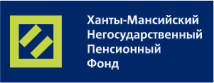 Ханты-Мансийский
Негосударственный
Пенсионный
Фонд